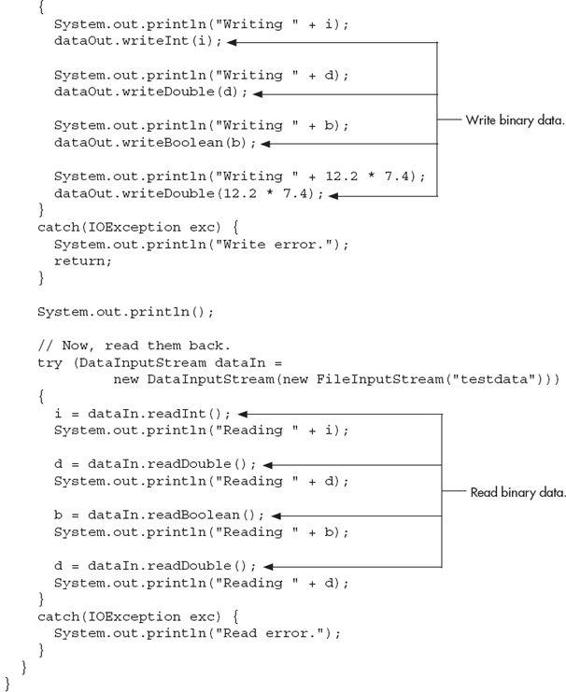 {
System.out.println("Writing " + i);
dataOut.writeInt(i);
System.out.println("Writing " + d);
dataOut.writeDouble(d);
System.out.println("Writing " + b);
Write binary data.
dataOut.writeBoolean(b);
System.out.println("Writing " + 12.2 * 7.4);
dataOut.writeDouble(12.2 * 7.4);
}
catch(IOException exc) {
System.out.println("Write error.");
return;
}
System.out.println();
// Now, read them back.
try (DataInputStream dataIn =
new DataInputStream(new FileInputStream("testdata")))
{
i = dataIn.readInt();
System.out.println("Reading " + i);
d = dataIn.readDouble();
System.out.println("Reading " + d);
Read binary data.
b = dataIn.readBoolean();
System.out.println("Reading " + b);
d = dataIn.readDouble();
System.out.println("Reading " + d);
}
catch(IOException exc) {
System.out.println("Read error.");
}
}
}